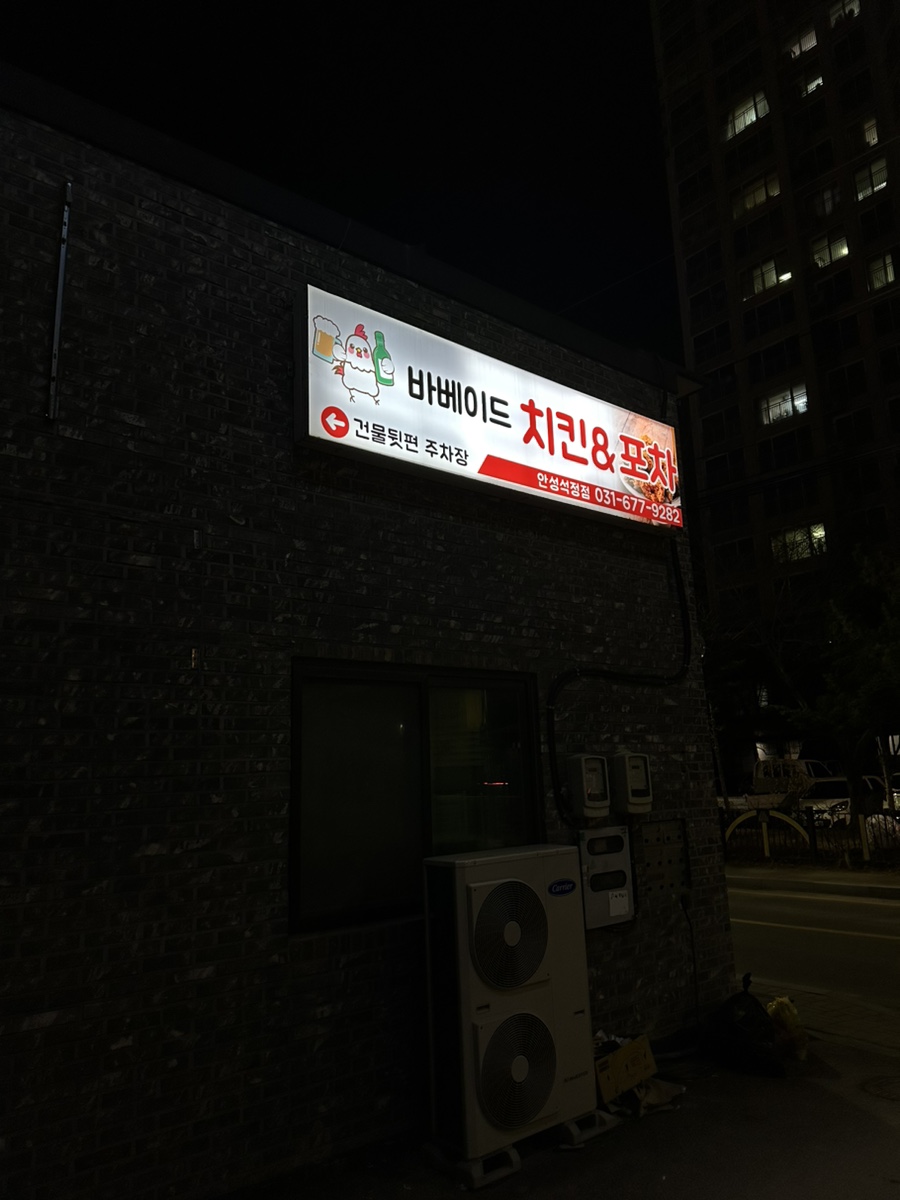 바베이드 치킨&포차
건물뒷편 주차장
안성석정점 031-677-9282
Carrier